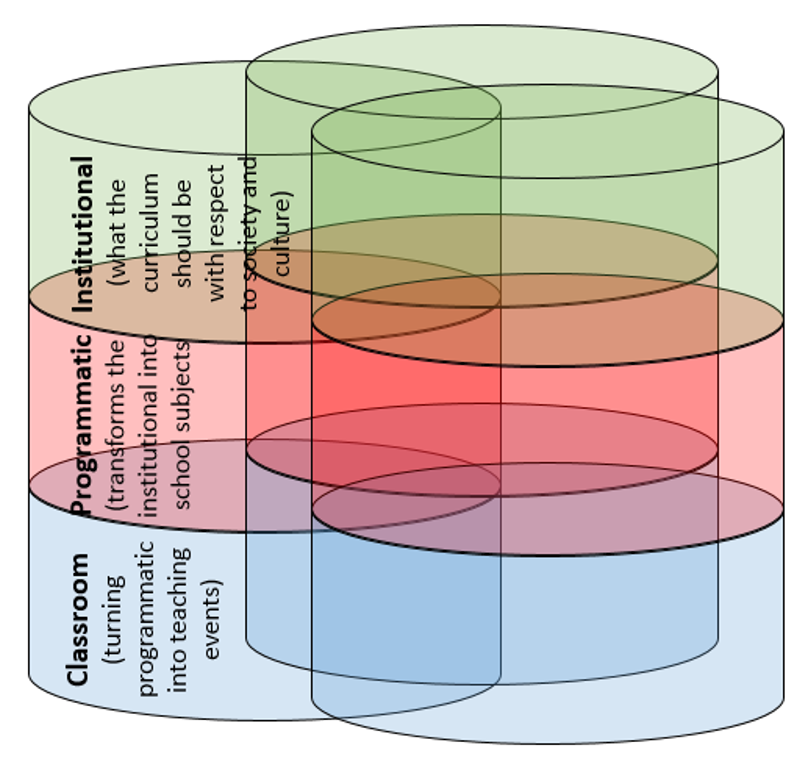 Institutional
(what the
curriculum
should be
with respect
to society and
culture)
Programmatic
(transforms the
institutional into
school subjects
Classroom
(turning
programmatic
into teaching
events)